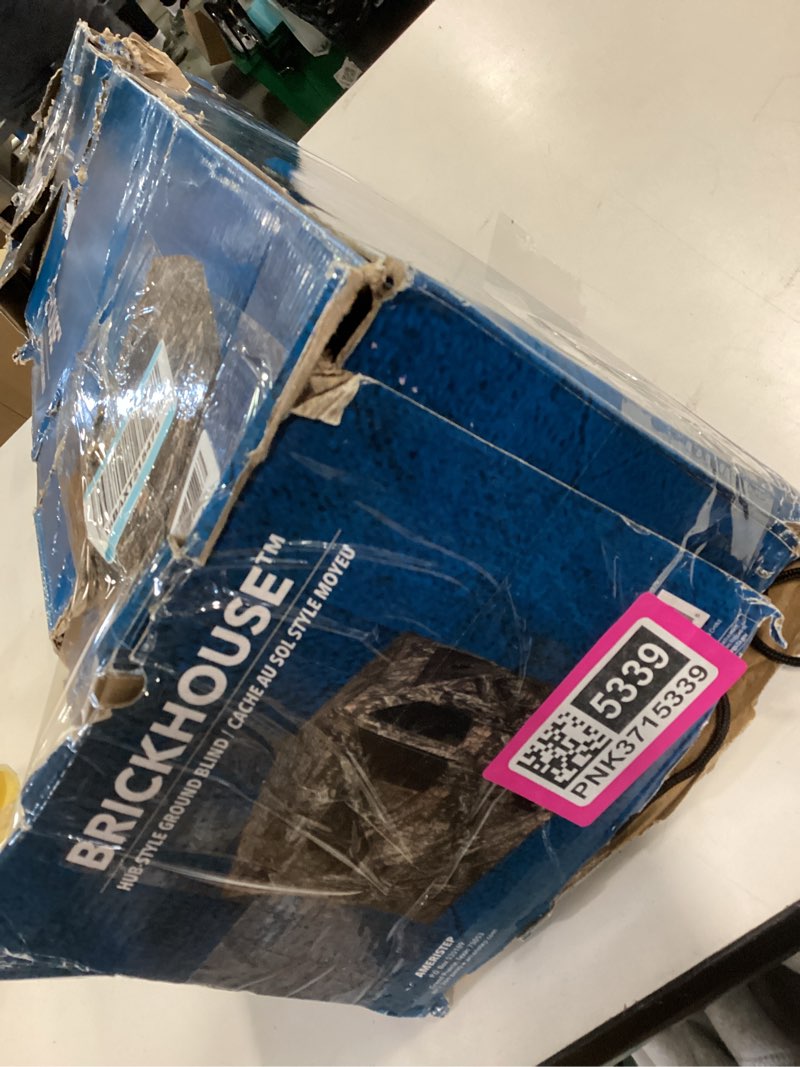 BRICKHOUSE™
HUB-STYLE GROUND BLIND / CACHE AU SOL STYLE MOYEU
5339
PNK3715339
AMERISTEP